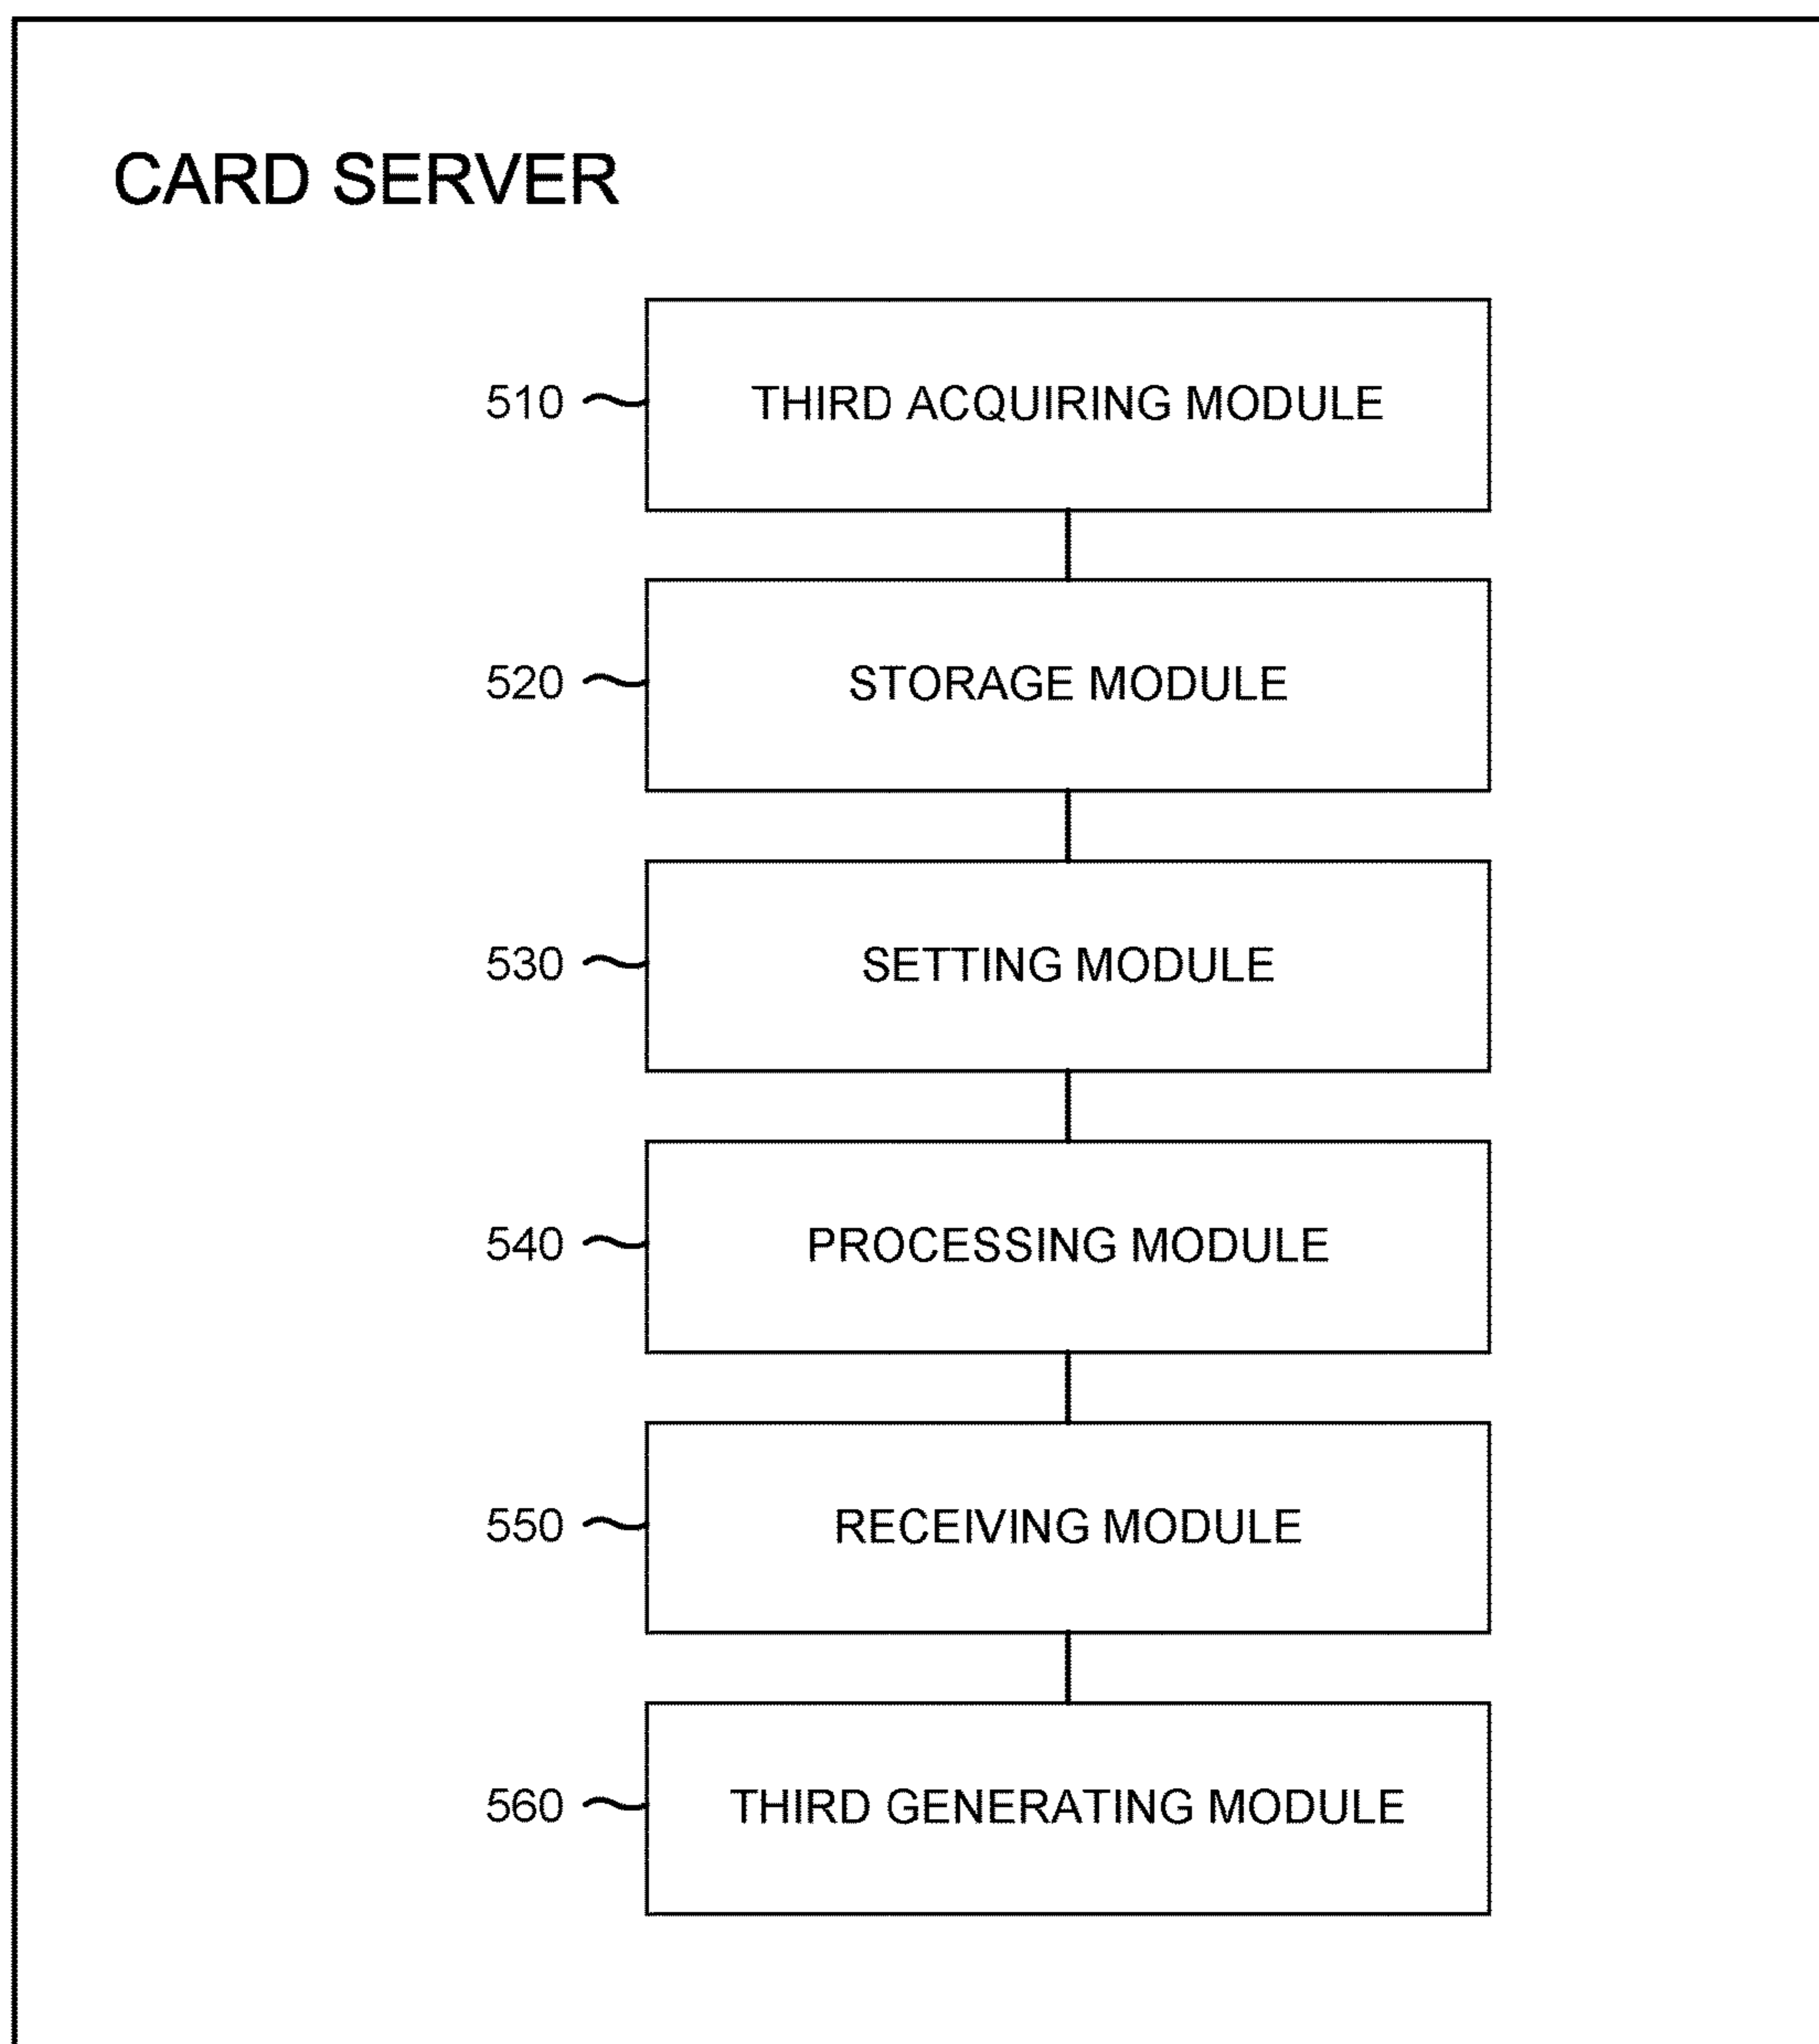 CARD SERVER
510 THIRD ACQUIRING MODULE
520 STORAGE MODULE
530 SETTING MODULE
540 PROCESSING MODULE
550 RECEIVING MODULE
560 THIRD GENERATING MODULE